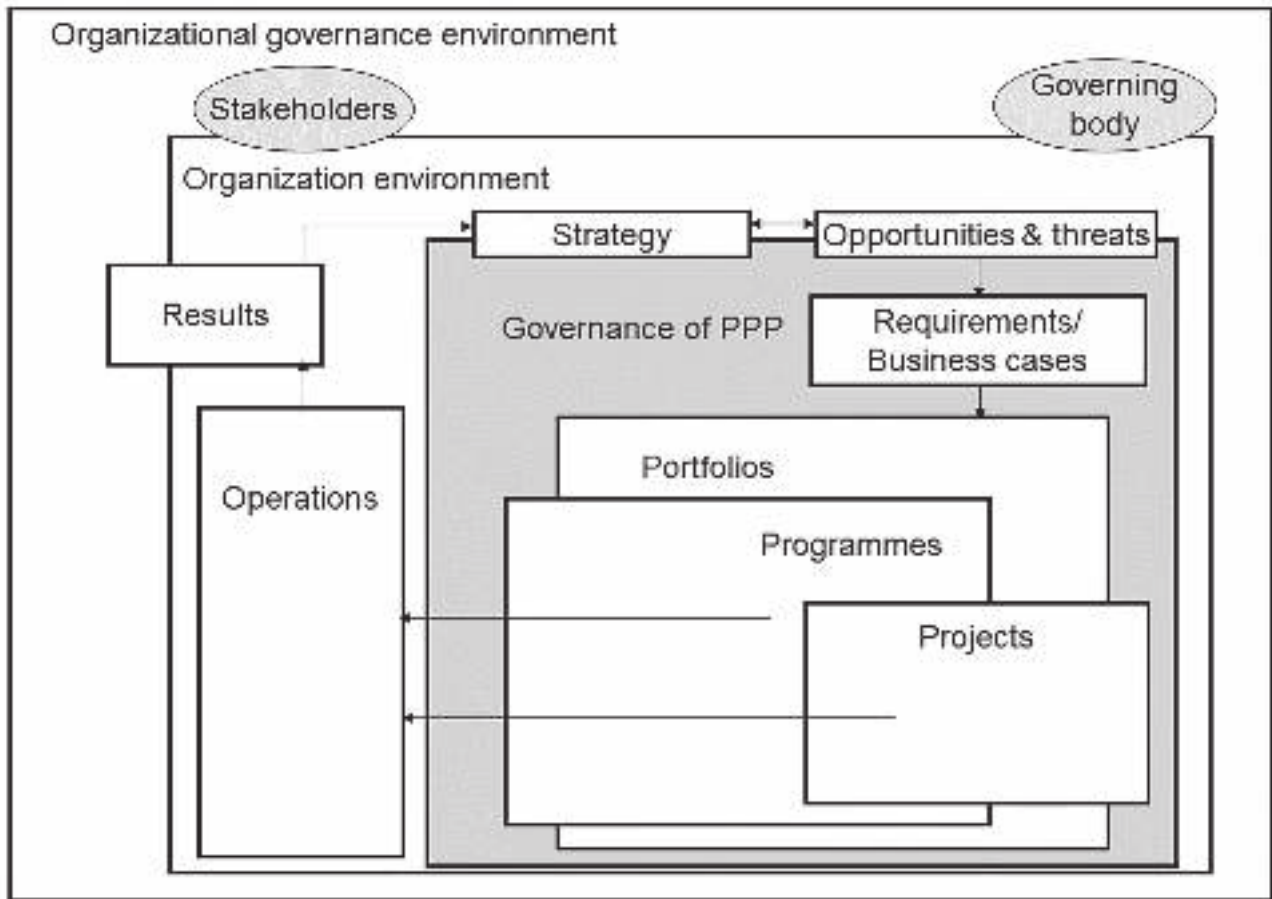 Organizational governance environment
Stakeholders
Governing
body
Organization environment
Strategy
Opportunities & threats
Results
Governance of PPP
Requirements/
Business cases
Portfolios
Operations
Programmes
Projects